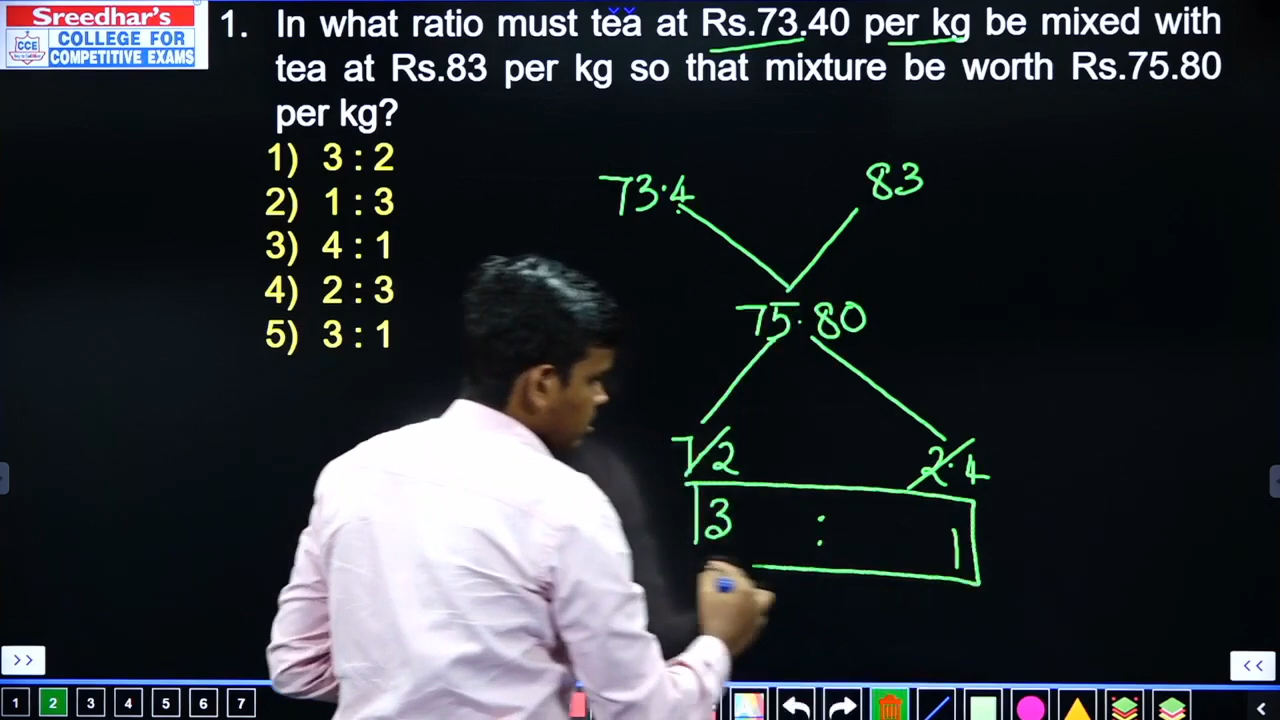 Sreedhar's
CCE
COLLEGE FOR
COMPETITIVE EXAMS
1. In what ratio must tea at Rs.73.40 per kg be mixed with
tea at Rs.83 per kg so that mixture be worth Rs.75.80
per kg?
1) 3 : 2
2) 1 : 3
3) 4 : 1
4) 2 : 3
5) 3 : 1
73.4 83
75.80
7.2 2.4
3 : 1
>> <<
1 2 3 4 5 6 7 <